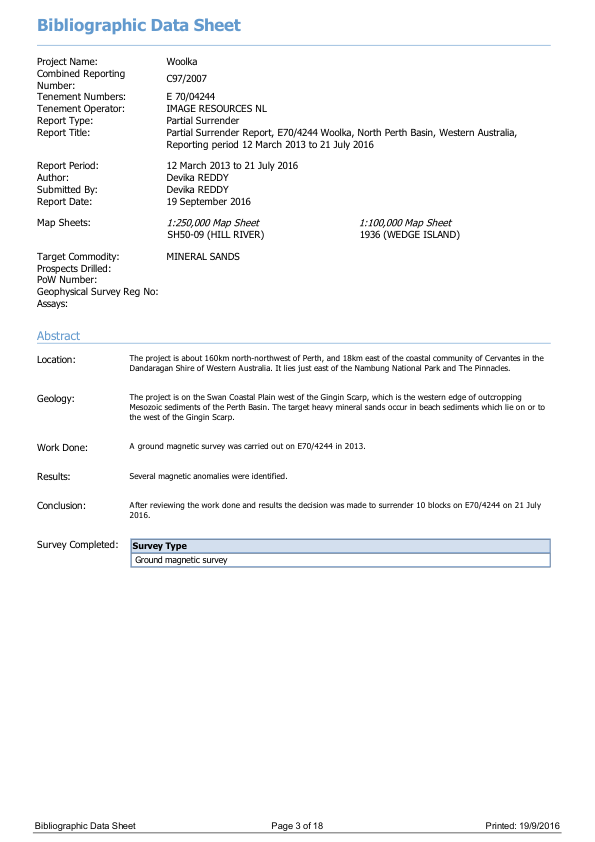 Bibliographic Data Sheet
Project Name: Woolka
Combined Reporting
Number: C97/2007
Tenement Numbers: E 70/04244
Tenement Operator: IMAGE RESOURCES NL
Report Type: Partial Surrender
Report Title: Partial Surrender Report, E70/4244 Woolka, North Perth Basin, Western Australia,
Reporting period 12 March 2013 to 21 July 2016
Report Period: 12 March 2013 to 21 July 2016
Author: Devika REDDY
Submitted By: Devika REDDY
Report Date: 19 September 2016
Map Sheets: 1:250,000 Map Sheet 1:100,000 Map Sheet
SH50-09 (HILL RIVER) 1936 (WEDGE ISLAND)
Target Commodity: MINERAL SANDS
Prospects Drilled:
PoW Number:
Geophysical Survey Reg No:
Assays:
Abstract
Location: The project is about 160km north-northwest of Perth, and 18km east of the coastal community of Cervantes in the
Dandaragan Shire of Western Australia. It lies just east of the Nambung National Park and The Pinnacles.
Geology: The project is on the Swan Coastal Plain west of the Gingin Scarp, which is the western edge of outcropping
Mesozoic sediments of the Perth Basin. The target heavy mineral sands occur in beach sediments which lie on or to
the west of the Gingin Scarp.
Work Done: A ground magnetic survey was carried out on E70/4244 in 2013.
Results: Several magnetic anomalies were identified.
Conclusion: After reviewing the work done and results the decision was made to surrender 10 blocks on E70/4244 on 21 July
2016.
Survey Completed: Survey Type
Ground magnetic survey
Bibliographic Data Sheet Page 3 of 18 Printed: 19/9/2016